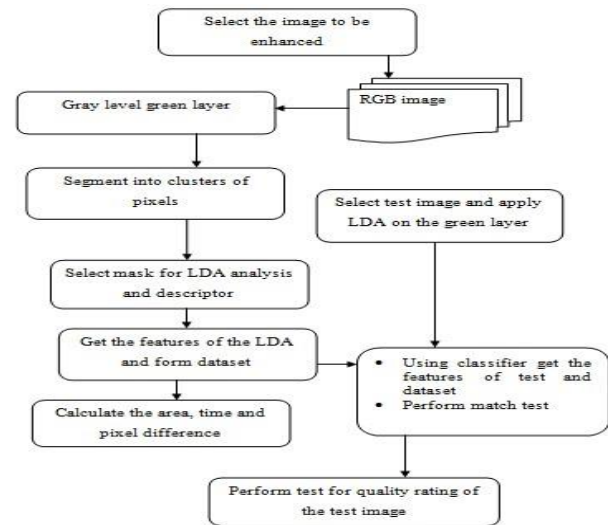 Select the image to be
enhanced
RGB image
Gray level green layer
Segment into clusters of
pixels
Select test image and apply
LDA on the green layer
Select mask for LDA analysis
and descriptor
Get the features of the LDA
and form dataset
• Using classifier get the
features of test and
dataset
• Perform match test
Calculate the area, time and
pixel difference
Perform test for quality rating of
the test image